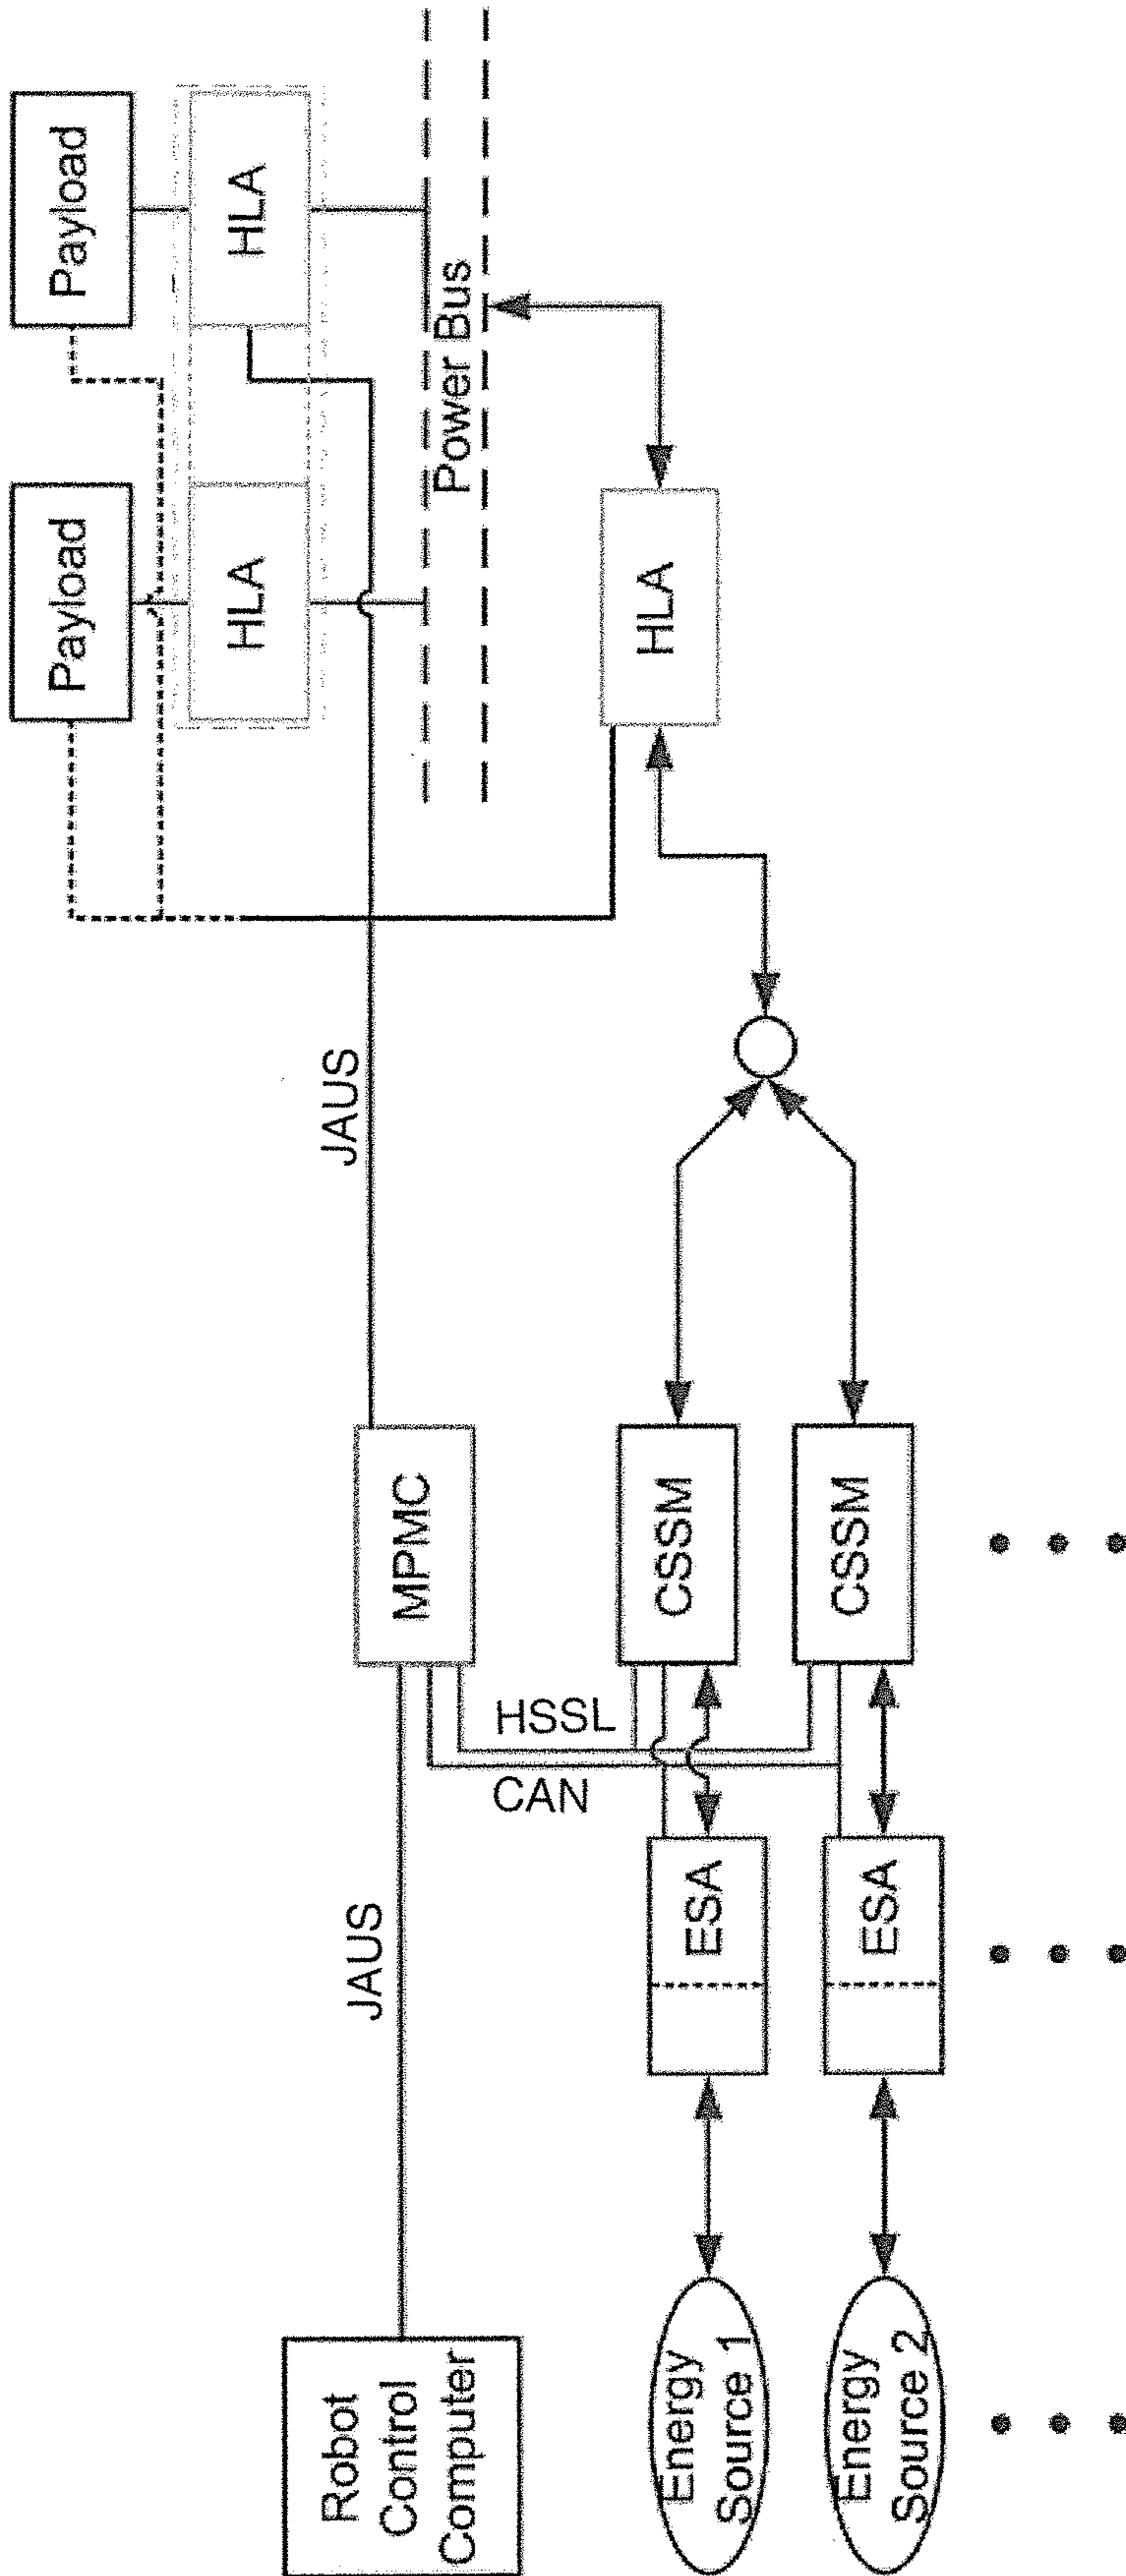 Payload
Payload
HLA
HLA
Robot
Control
Computer
JAUS
MPMC
JAUS
Power Bus
CAN
HSSL
Energy
Source 1
ESA
CSSM
HLA
Energy
Source 2
ESA
CSSM